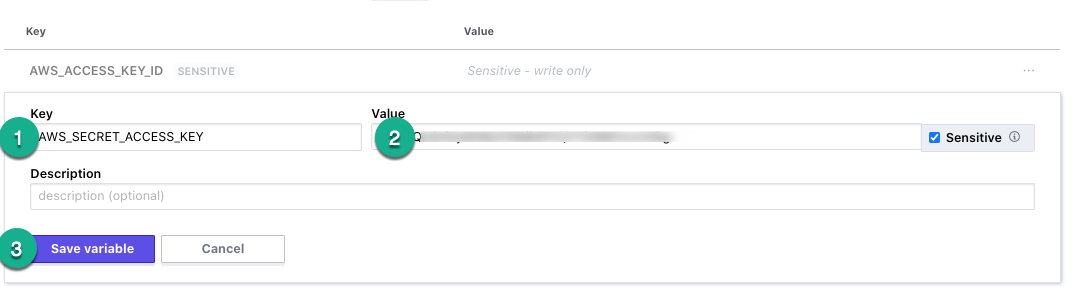 Key Value
AWS_ACCESS_KEY_ID SENSITIVE Sensitive - write only ...
Key Value
1 AWS_SECRET_ACCESS_KEY 2 Sensitive
Description
description (optional)
3 Save variable Cancel